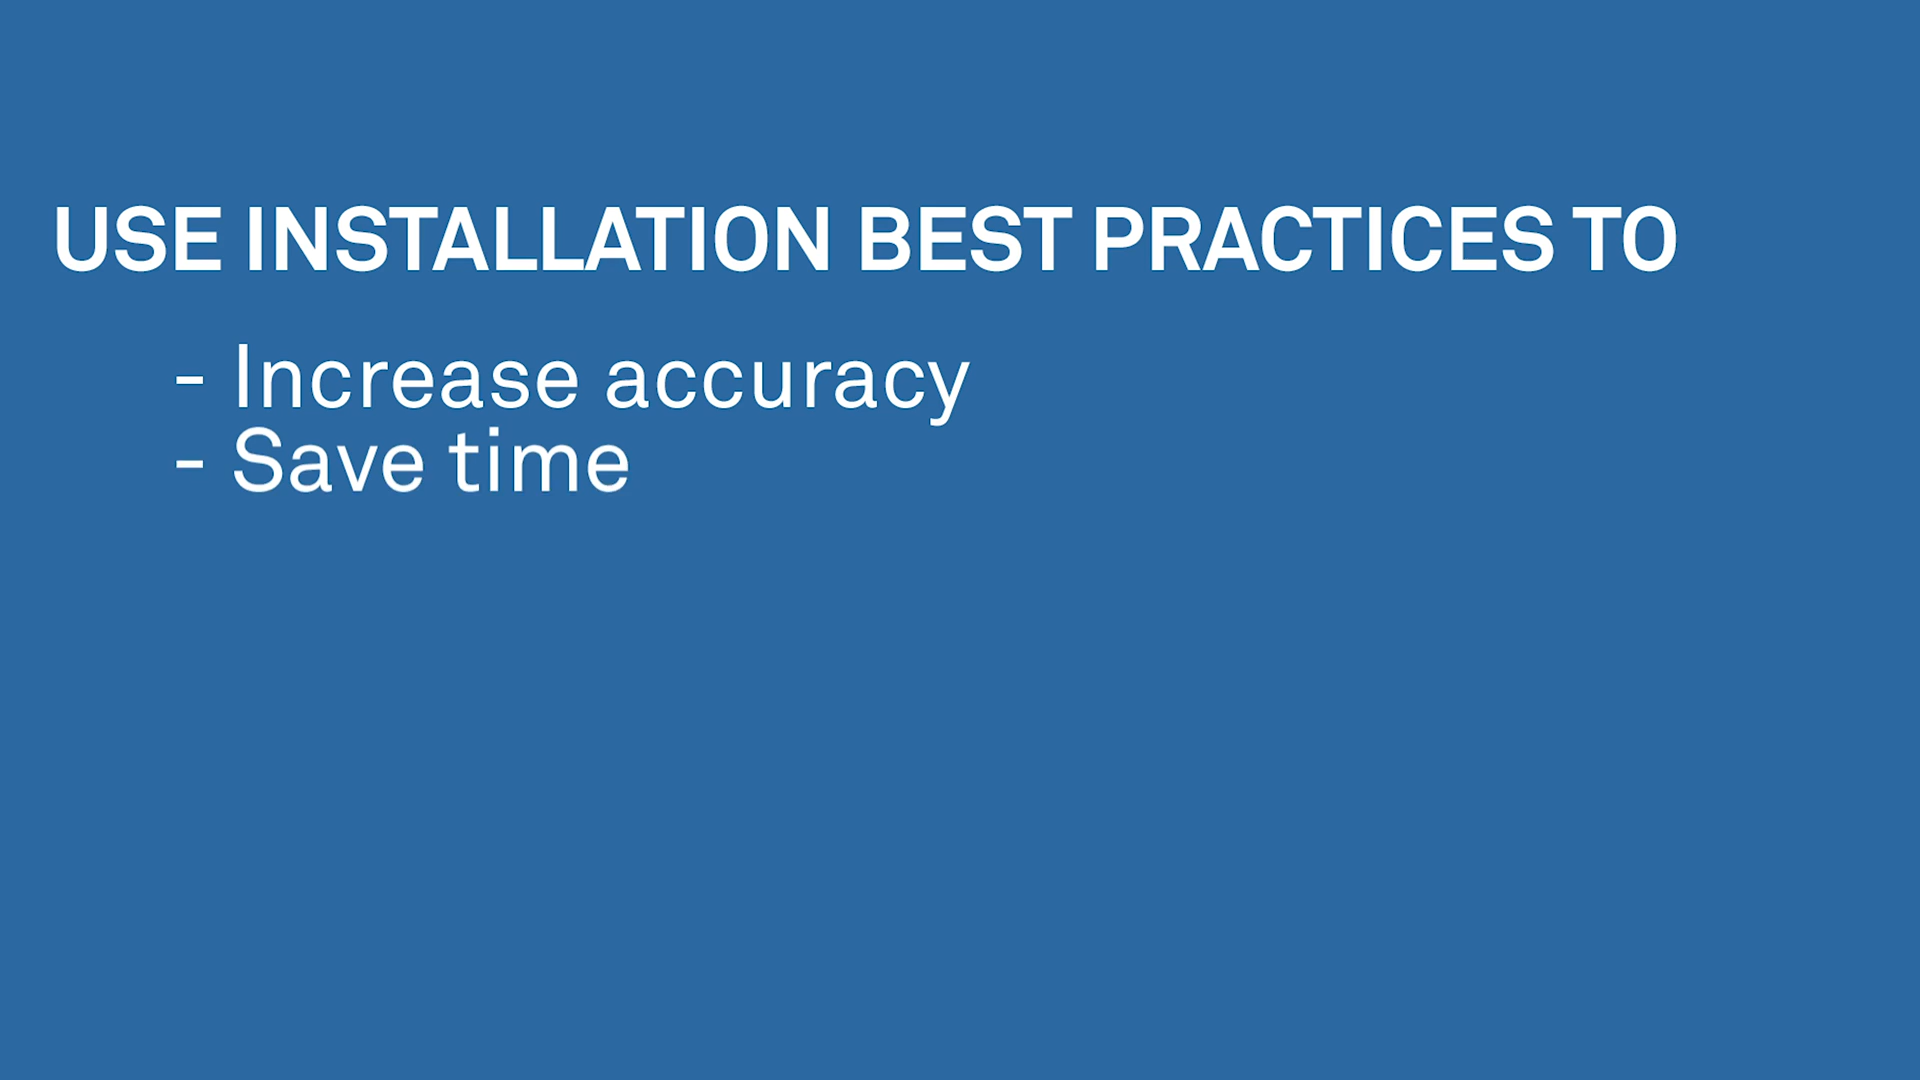 USE INSTALLATION BEST PRACTICES TO
- Increase accuracy
- Save time